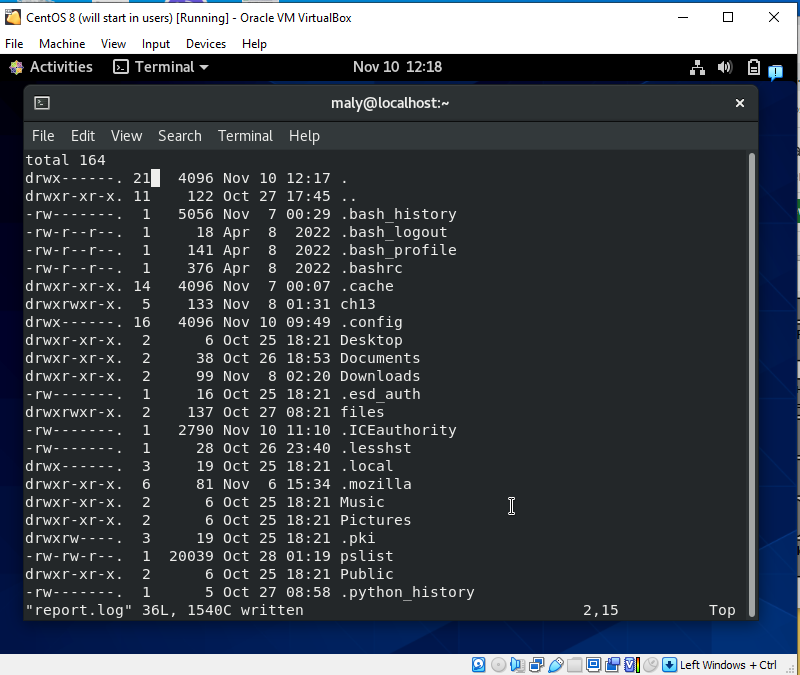 CentOS 8 (will start in users) [Running] - Oracle VM VirtualBox
File Machine View Input Devices Help
Activities Terminal Nov 10 12:18
maly@localhost:~
File Edit View Search Terminal Help
total 164
drwx------. 21 4096 Nov 10 12:17 .
drwxr-xr-x. 11 122 Oct 27 17:45 ..
-rw-------. 1 5056 Nov 7 00:29 .bash_history
-rw-r--r--. 1 18 Apr 8 2022 .bash_logout
-rw-r--r--. 1 141 Apr 8 2022 .bash_profile
-rw-r--r--. 1 376 Apr 8 2022 .bashrc
drwxr-xr-x. 14 4096 Nov 7 00:07 .cache
drwxrwxr-x. 5 133 Nov 8 01:31 ch13
drwx------. 16 4096 Nov 10 09:49 .config
drwxr-xr-x. 2 6 Oct 25 18:21 Desktop
drwxr-xr-x. 2 38 Oct 26 18:53 Documents
drwxr-xr-x. 2 99 Nov 8 02:20 Downloads
-rw-------. 1 16 Oct 25 18:21 .esd_auth
drwxrwxr-x. 2 137 Oct 27 08:21 files
-rw-------. 1 2790 Nov 10 11:10 .ICEauthority
-rw-------. 1 28 Oct 26 23:40 .lesshst
drwx------. 3 19 Oct 25 18:21 .local
drwxr-xr-x. 6 81 Nov 6 15:34 .mozilla
drwxr-xr-x. 2 6 Oct 25 18:21 Music
drwxr-xr-x. 2 6 Oct 25 18:21 Pictures
drwxrw----. 3 19 Oct 25 18:21 .pki
-rw-rw-r--. 1 20039 Oct 28 01:19 pslist
drwxr-xr-x. 2 6 Oct 25 18:21 Public
-rw-------. 1 5 Oct 27 08:58 .python_history
"report.log" 36L, 1540C written 2,15 Top
Left Windows + Ctrl